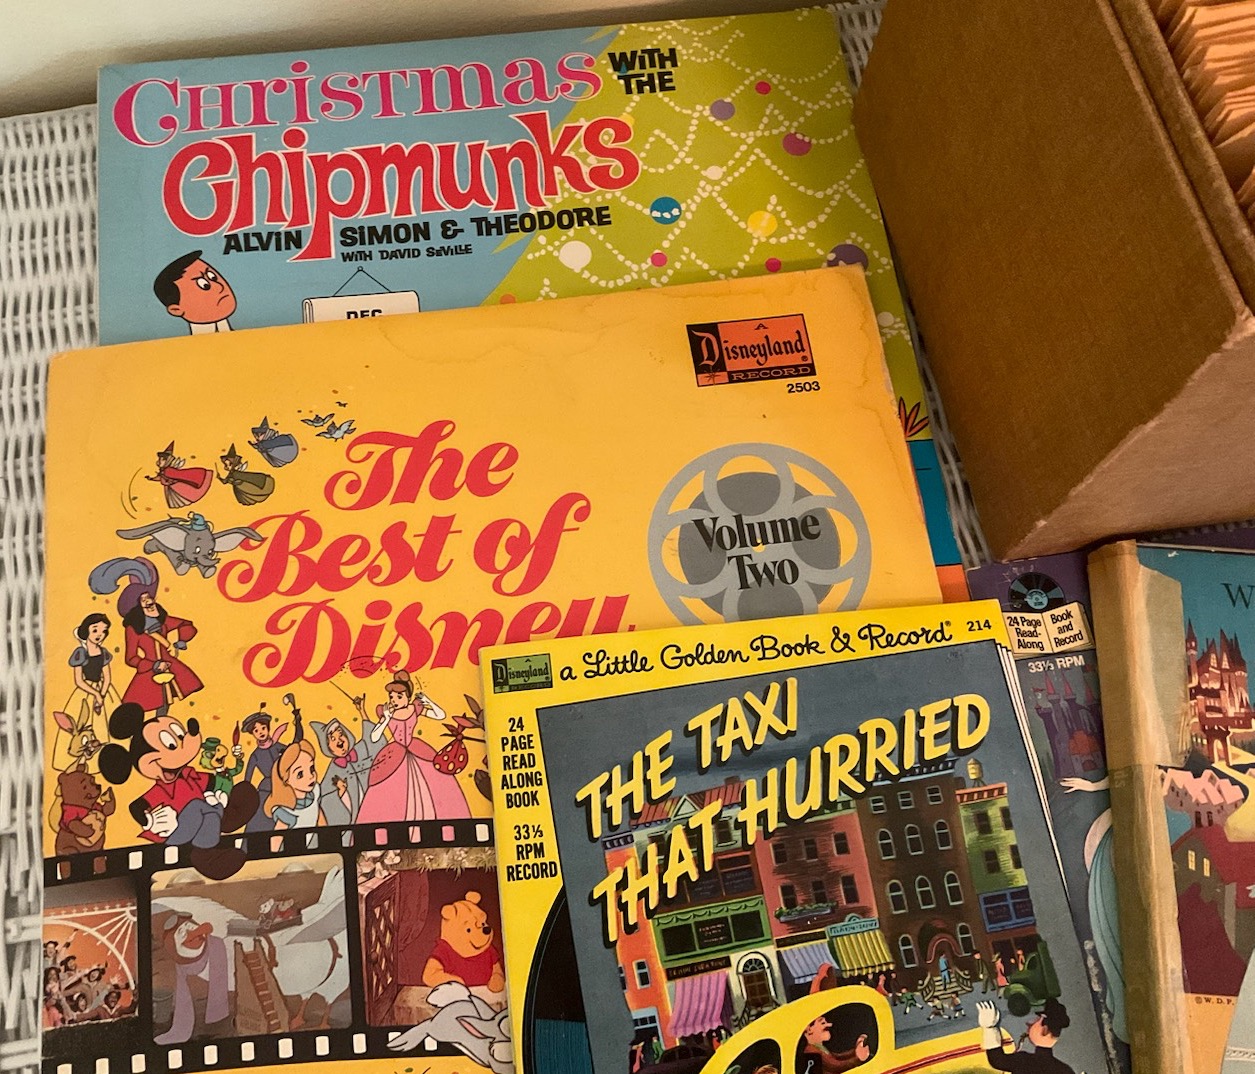 Christmas WITH THE
Chipmunks
ALVIN SIMON & THEODORE
WITH DAVID SEVILLE
DEC
A
Disneyland
RECORD
2503
The
Best of
Disney
Volume
Two
Disneyland
a Little Golden Book & Record 214
24
PAGE
READ
ALONG
BOOK
33⅓
RPM
RECORD
THE TAXI
THAT HURRIED
24 Page
Read-
Along
Book
and
Record
33⅓ RPM
W
© W. D. P.